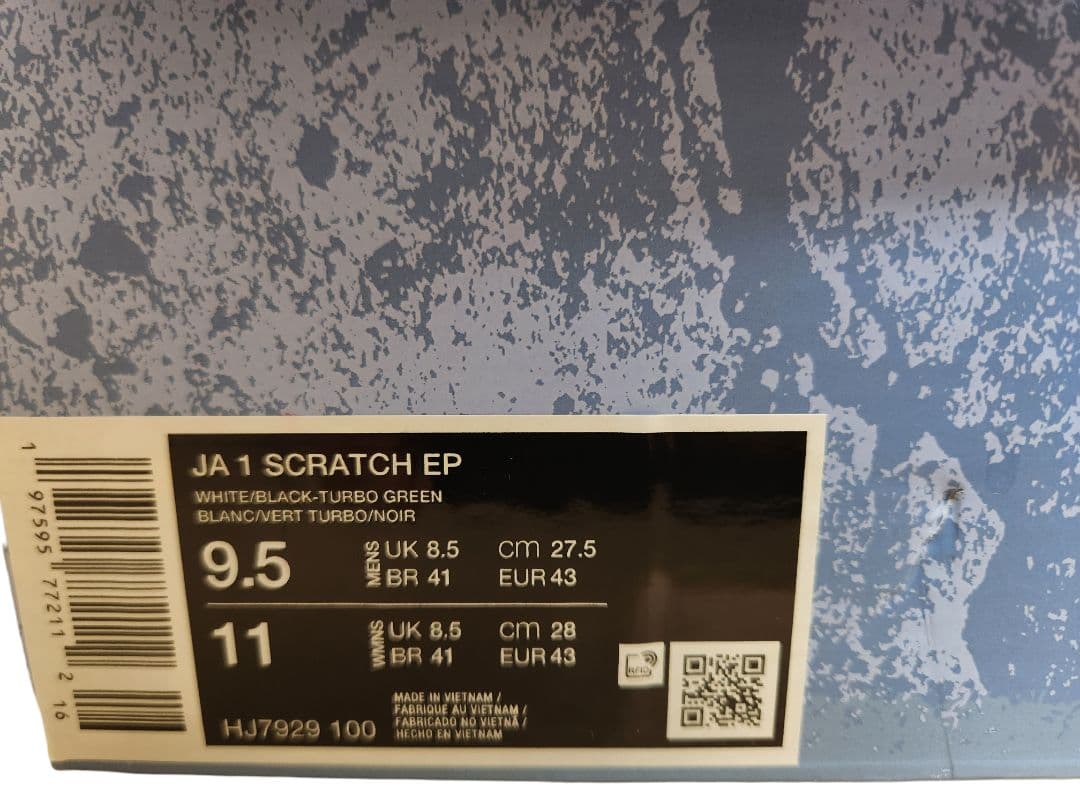 JA 1 SCRATCH EP
WHITE/BLACK-TURBO GREEN
BLANC/VERT TURBO/NOIR
9.5 MENS UK 8.5 cm 27.5
BR 41 EUR 43
11 WMNS UK 8.5 cm 28
BR 41 EUR 43
HJ7929 100
MADE IN VIETNAM /
FABRIQUE AU VIETNAM /
FABRICADO NO VIETNÃ /
HECHO EN VIETNAM
RFID
1 97595 77211 2 16